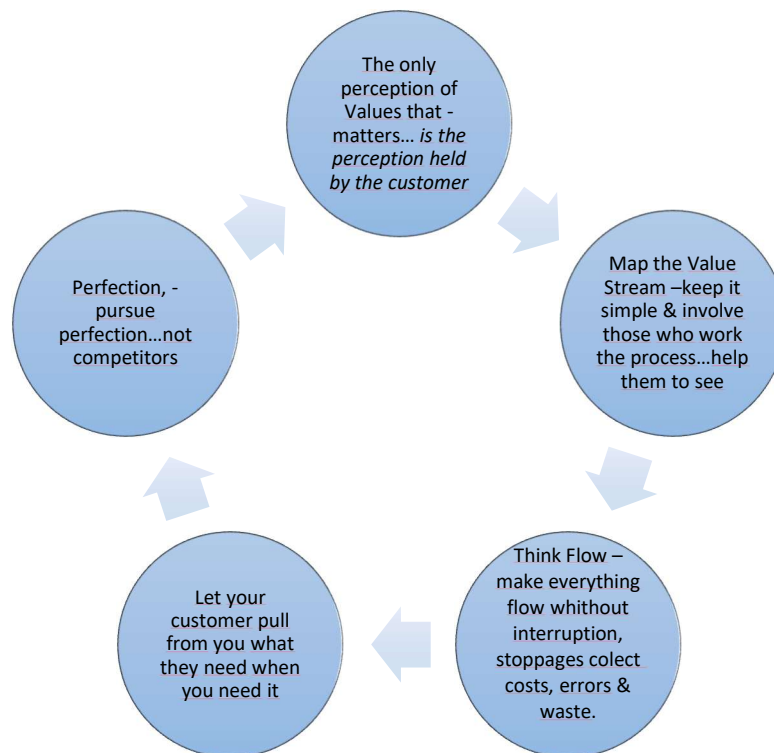 The only
perception of
Values that -
matters… is the
perception held
by the customer
Map the Value
Stream –keep it
simple & involve
those who work
the process…help
them to see
Think Flow –
make everything
flow whithout
interruption,
stoppages colect
costs, errors &
waste.
Let your
customer pull
from you what
they need when
you need it
Perfection, -
pursue
perfection…not
competitors